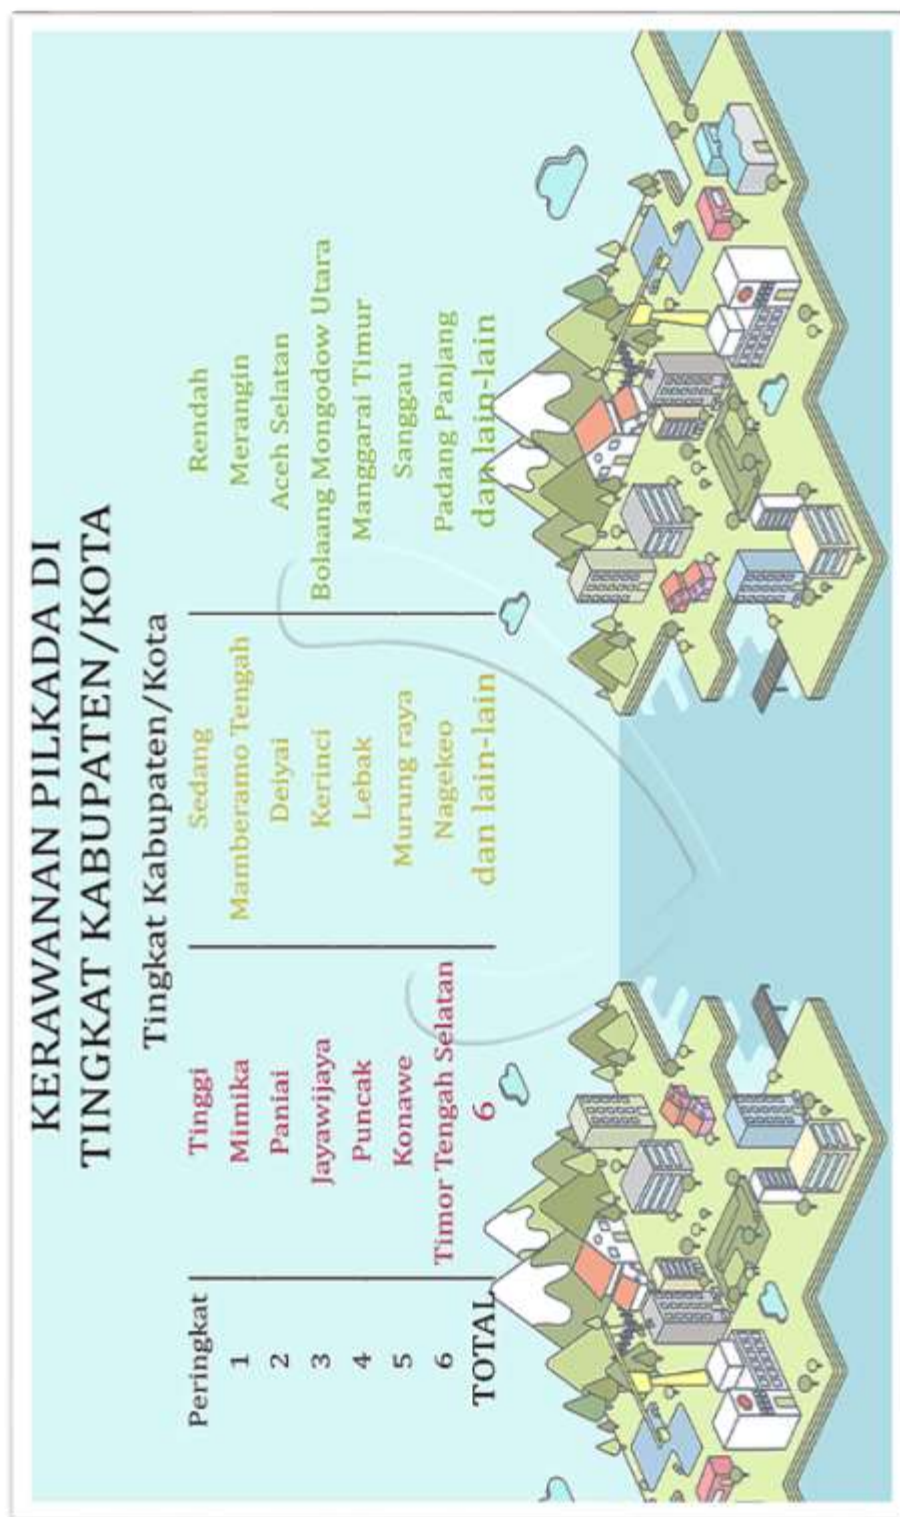 KERAWANAN PILKADA DI
TINGKAT KABUPATEN/KOTA
Tingkat Kabupaten/Kota
Peringkat Tinggi Sedang Rendah
1 Mimika Mamberamo Tengah Merangin
2 Paniai Deiyai Aceh Selatan
3 Jayawijaya Kerinci Bolaang Mongodow Utara
4 Puncak Lebak Manggarai Timur
5 Konawe Murung raya Sanggau
6 Timor Tengah Selatan Nagekeo Padang Panjang
TOTAL 6 dan lain-lain dan lain-lain